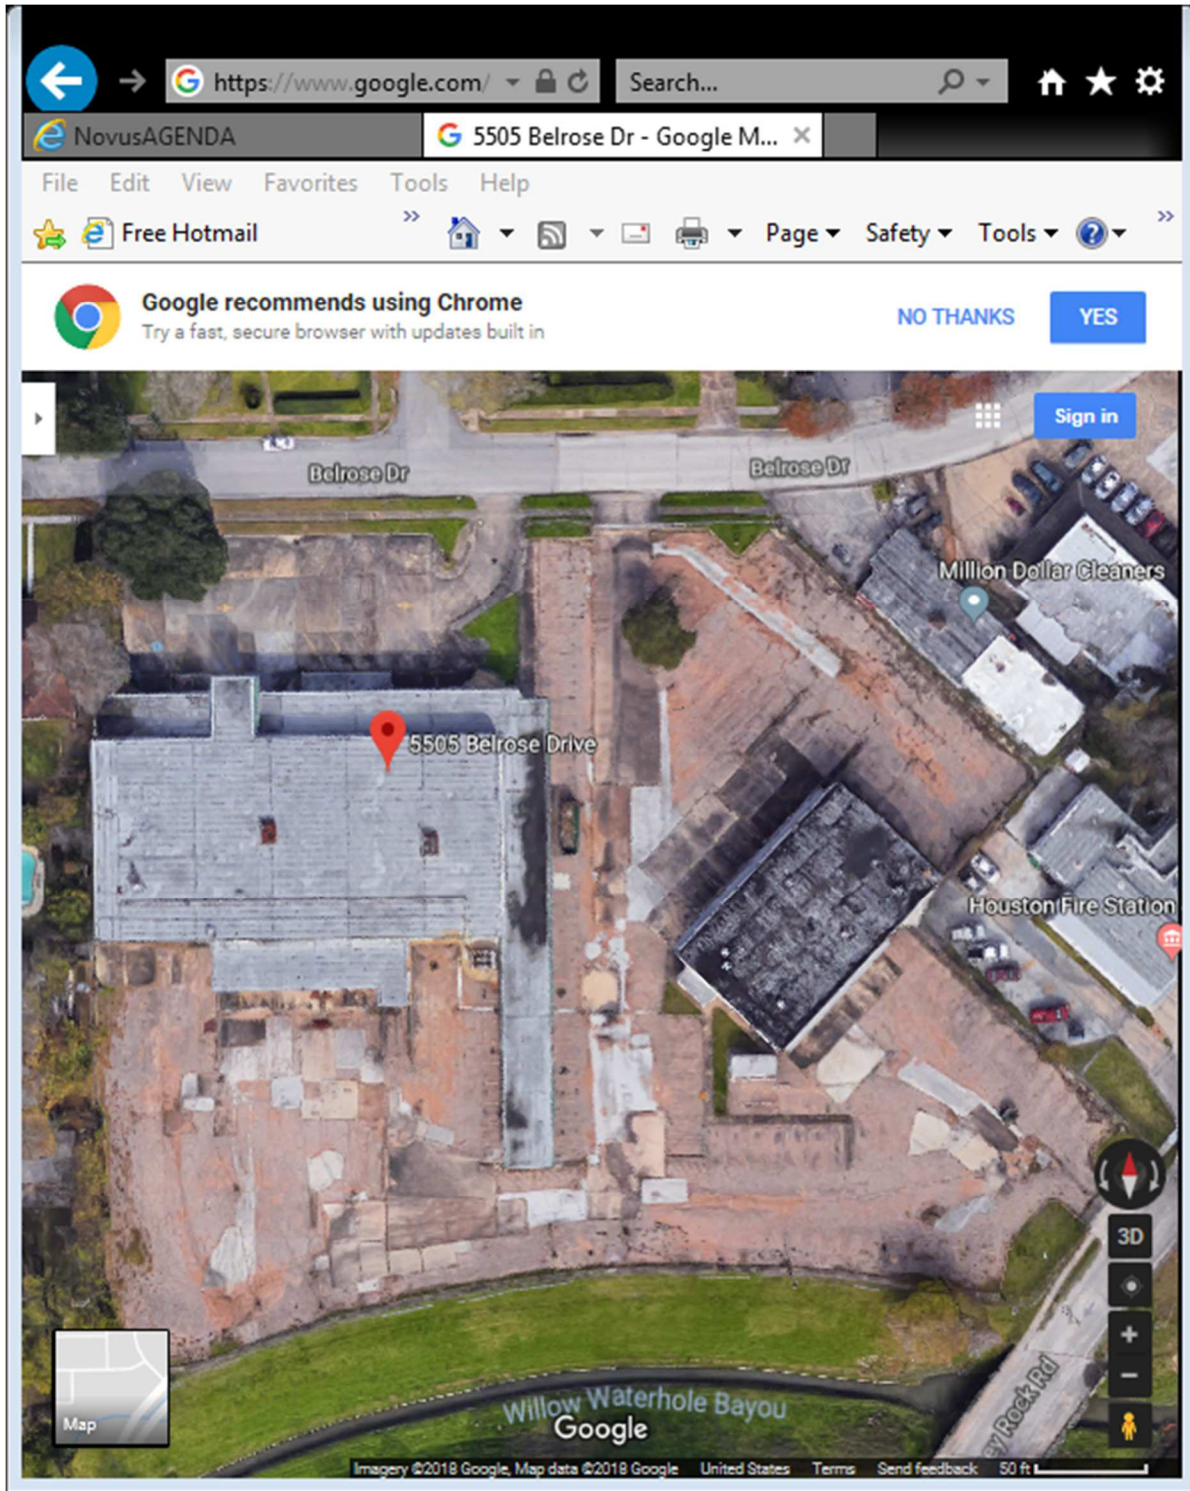 https://www.google.com/
Search...
NovusAGENDA
5505 Belrose Dr - Google M...
File Edit View Favorites Tools Help
Free Hotmail
Page Safety Tools
Google recommends using Chrome
Try a fast, secure browser with updates built in
NO THANKS
YES
Sign in
Belrose Dr
Belrose Dr
Million Dollar Cleaners
5505 Belrose Drive
Houston Fire Station
3D
ey Rock Rd
Map
Willow Waterhole Bayou
Google
Imagery ©2018 Google, Map data ©2018 Google United States Terms Send feedback 50 ft